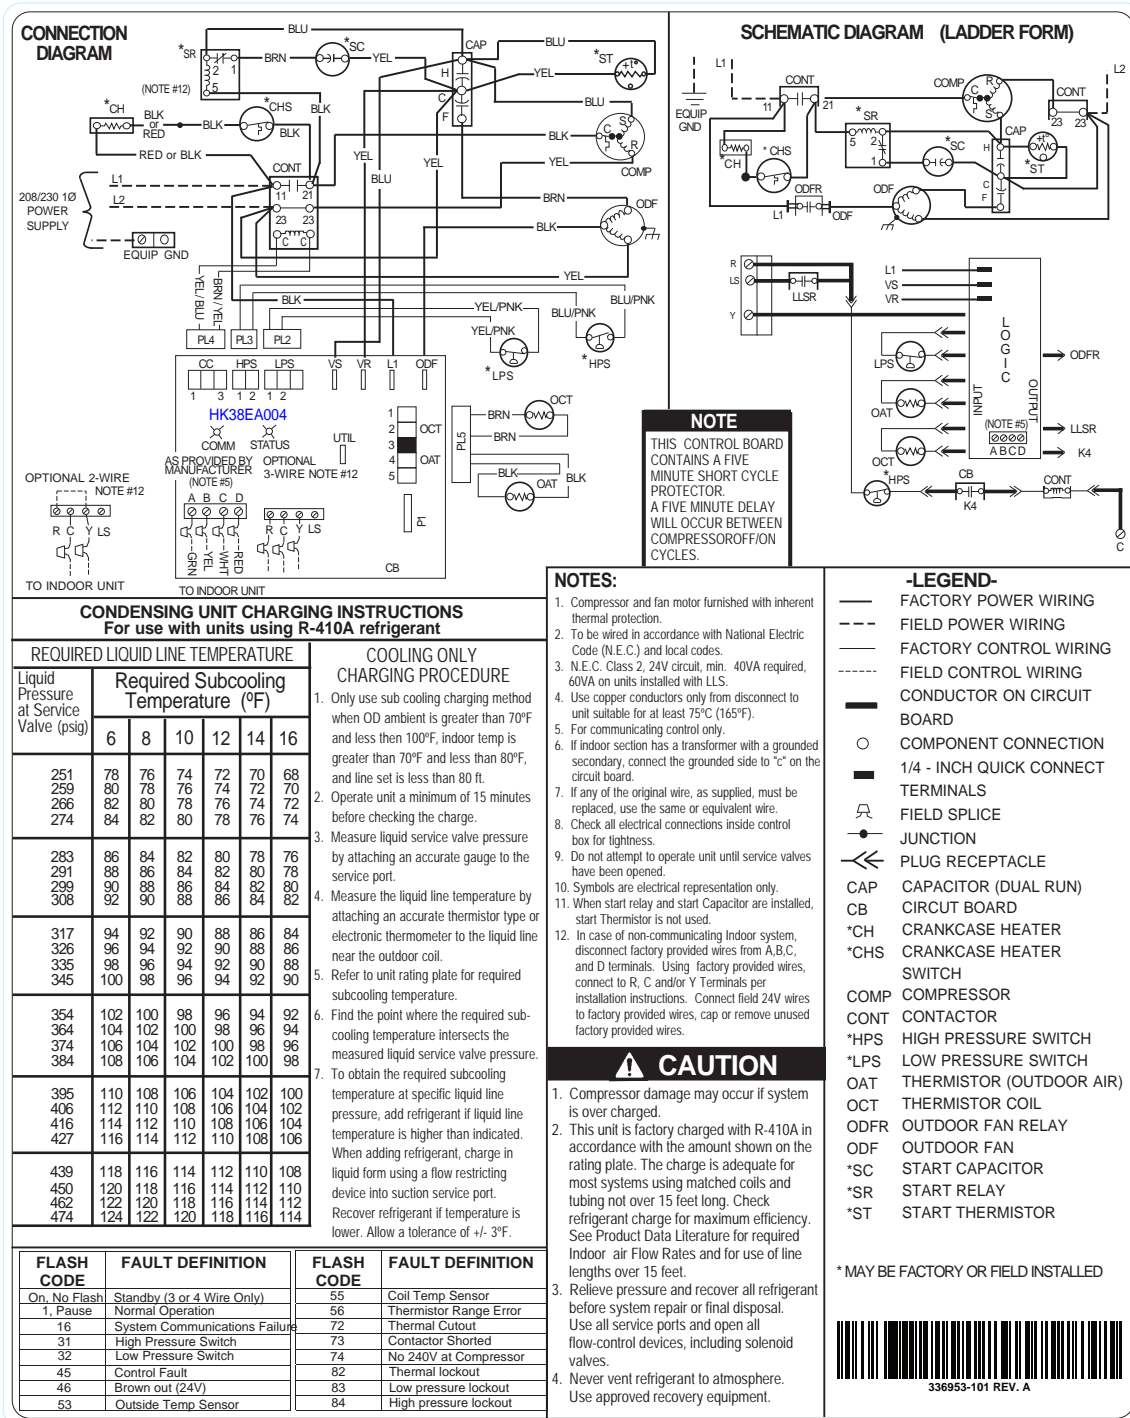 CONNECTION
DIAGRAM
BLU
*SR
2 1
5
(NOTE #12)
BRN
*SC
YEL
CAP
H
C
F
BLU
*ST
+t°
YEL
BLU
*CH
BLK
or
RED
BLK
*CHS
BLK
BLK
RED or BLK
CONT
BLK
YEL
YEL
BLU
YEL
C
S
R
COMP
YEL
BRN
ODF
BLK
YEL
L1
L2
208/230 1Ø
POWER
SUPPLY
11 21
23 23
C C
EQUIP GND
YEL/BLU
BRN/YEL
BLK
YEL/PNK
YEL/PNK
BLU/PNK
BLU/PNK
*LPS
*HPS
PL4
PL3
PL2
CC
HPS
LPS
VS
VR
L1
ODF
1 3
1 2
1 2
HK38EA004
COMM
STATUS
UTIL
AS PROVIDED BY
MANUFACTURER
(NOTE #5)
OPTIONAL
3-WIRE NOTE #12
A B C D
R C Y LS
GRN
YEL
WHT
RED
1
2
3
4
5
OCT
OAT
P1
CB
PL5
BRN
BRN
OCT
BLK
BLK
OAT
OPTIONAL 2-WIRE
NOTE #12
R C Y LS
TO INDOOR UNIT
TO INDOOR UNIT
SCHEMATIC DIAGRAM (LADDER FORM)
L1
EQUIP
GND
CONT
11 21
COMP
C
R
S
CONT
23 23
L2
*CH
*CHS
*SR
5 2
1
*SC
CAP
H
C
F
+t°
*ST
L1
ODFR
ODF
ODF
R
LS
Y
LLSR
L1
VS
VR
LPS
OAT
OCT
LOGIC
INPUT
OUTPUT
(NOTE #5)
A B C D
ODFR
LLSR
K4
*HPS
CB
K4
CONT
C
NOTE
THIS CONTROL BOARD
CONTAINS A FIVE
MINUTE SHORT CYCLE
PROTECTOR.
A FIVE MINUTE DELAY
WILL OCCUR BETWEEN
COMPRESSOROFF/ON
CYCLES.
CONDENSING UNIT CHARGING INSTRUCTIONS
For use with units using R-410A refrigerant
REQUIRED LIQUID LINE TEMPERATURE
Liquid
Pressure
at Service
Valve (psig)
Required Subcooling
Temperature (ºF)
6 8 10 12 14 16
251 78 76 74 72 70 68
259 80 78 76 74 72 70
266 82 80 78 76 74 72
274 84 82 80 78 76 74
283 86 84 82 80 78 76
291 88 86 84 82 80 78
299 90 88 86 84 82 80
308 92 90 88 86 84 82
317 94 92 90 88 86 84
326 96 94 92 90 88 86
335 98 96 94 92 90 88
345 100 98 96 94 92 90
354 102 100 98 96 94 92
364 104 102 100 98 96 94
374 106 104 102 100 98 96
384 108 106 104 102 100 98
395 110 108 106 104 102 100
406 112 110 108 106 104 102
416 114 112 110 108 106 104
427 116 114 112 110 108 106
439 118 116 114 112 110 108
450 120 118 116 114 112 110
462 122 120 118 116 114 112
474 124 122 120 118 116 114
COOLING ONLY
CHARGING PROCEDURE
1. Only use sub cooling charging method
when OD ambient is greater than 70ºF
and less then 100ºF, indoor temp is
greater than 70ºF and less than 80ºF,
and line set is less than 80 ft.
2. Operate unit a minimum of 15 minutes
before checking the charge.
3. Measure liquid service valve pressure
by attaching an accurate gauge to the
service port.
4. Measure the liquid line temperature by
attaching an accurate thermistor type or
electronic thermometer to the liquid line
near the outdoor coil.
5. Refer to unit rating plate for required
subcooling temperature.
6. Find the point where the required sub-
cooling temperature intersects the
measured liquid service valve pressure.
7. To obtain the required subcooling
temperature at specific liquid line
pressure, add refrigerant if liquid line
temperature is higher than indicated.
When adding refrigerant, charge in
liquid form using a flow restricting
device into suction service port.
Recover refrigerant if temperature is
lower. Allow a tolerance of +/- 3ºF.
FLASH CODE FAULT DEFINITION
On, No Flash Standby (3 or 4 Wire Only)
1, Pause Normal Operation
16 System Communications Failure
31 High Pressure Switch
32 Low Pressure Switch
45 Control Fault
46 Brown out (24V)
53 Outside Temp Sensor
FLASH CODE FAULT DEFINITION
55 Coil Temp Sensor
56 Thermistor Range Error
72 Thermal Cutout
73 Contactor Shorted
74 No 240V at Compressor
82 Thermal lockout
83 Low pressure lockout
84 High pressure lockout
NOTES:
1. Compressor and fan motor furnished with inherent
thermal protection.
2. To be wired in accordance with National Electric
Code (N.E.C.) and local codes.
3. N.E.C. Class 2, 24V circuit, min. 40VA required,
60VA on units installed with LLS.
4. Use copper conductors only from disconnect to
unit suitable for at least 75ºC (165ºF).
5. For communicating control only.
6. If indoor section has a transformer with a grounded
secondary, connect the grounded side to "c" on the
circuit board.
7. If any of the original wire, as supplied, must be
replaced, use the same or equivalent wire.
8. Check all electrical connections inside control
box for tightness.
9. Do not attempt to operate unit until service valves
have been opened.
10. Symbols are electrical representation only.
11. When start relay and start Capacitor are installed,
start Thermistor is not used.
12. In case of non-communicating Indoor system,
disconnect factory provided wires from A,B,C,
and D terminals. Using factory provided wires,
connect to R, C and/or Y Terminals per
installation instructions. Connect field 24V wires
to factory provided wires, cap or remove unused
factory provided wires.
CAUTION
1. Compressor damage may occur if system
is over charged.
2. This unit is factory charged with R-410A in
accordance with the amount shown on the
rating plate. The charge is adequate for
most systems using matched coils and
tubing not over 15 feet long. Check
refrigerant charge for maximum efficiency.
See Product Data Literature for required
Indoor air Flow Rates and for use of line
lengths over 15 feet.
3. Relieve pressure and recover all refrigerant
before system repair or final disposal.
Use all service ports and open all
flow-control devices, including solenoid
valves.
4. Never vent refrigerant to atmosphere.
Use approved recovery equipment.
-LEGEND-
FACTORY POWER WIRING
FIELD POWER WIRING
FACTORY CONTROL WIRING
FIELD CONTROL WIRING
CONDUCTOR ON CIRCUIT
BOARD
COMPONENT CONNECTION
1/4 - INCH QUICK CONNECT
TERMINALS
FIELD SPLICE
JUNCTION
PLUG RECEPTACLE
CAP CAPACITOR (DUAL RUN)
CB CIRCUT BOARD
*CH CRANKCASE HEATER
*CHS CRANKCASE HEATER
SWITCH
COMP COMPRESSOR
CONT CONTACTOR
*HPS HIGH PRESSURE SWITCH
*LPS LOW PRESSURE SWITCH
OAT THERMISTOR (OUTDOOR AIR)
OCT THERMISTOR COIL
ODFR OUTDOOR FAN RELAY
ODF OUTDOOR FAN
*SC START CAPACITOR
*SR START RELAY
*ST START THERMISTOR
* MAY BE FACTORY OR FIELD INSTALLED
336953-101 REV. A